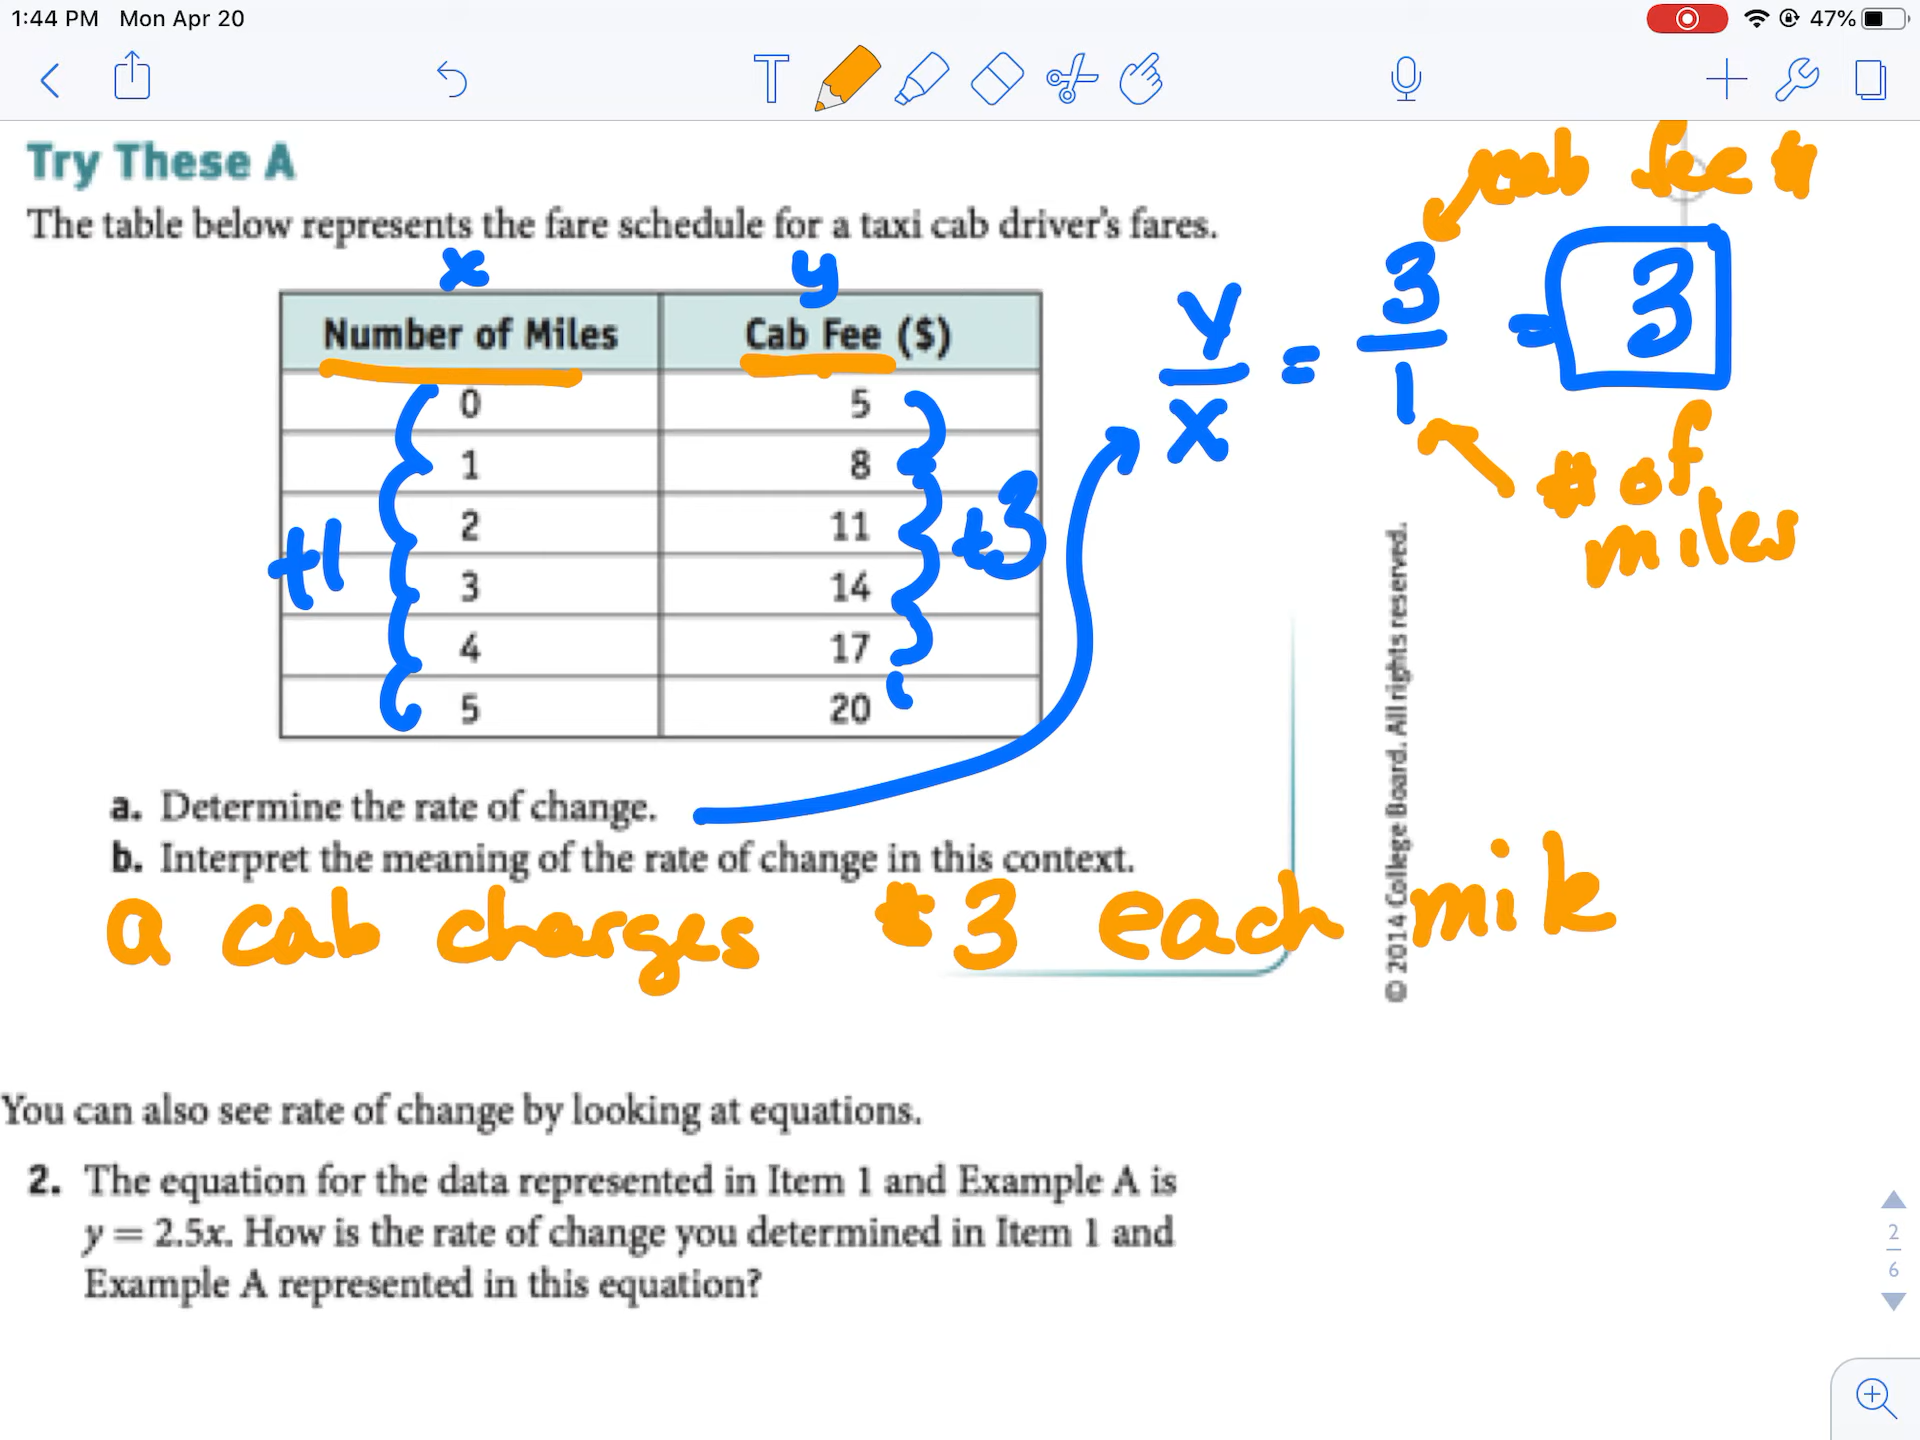 1:44 PM Mon Apr 20
47%
T
Try These A
cab fee $
The table below represents the fare schedule for a taxi cab driver's fares.
x y
Number of Miles Cab Fee ($)
0 5
1 8
2 11
3 14
4 17
5 20
+1 +3
y/x = 3/1 = 3
# of
miles
a. Determine the rate of change.
b. Interpret the meaning of the rate of change in this context.
a cab charges $3 each mile
© 2014 College Board. All rights reserved.
You can also see rate of change by looking at equations.
2. The equation for the data represented in Item 1 and Example A is
y = 2.5x. How is the rate of change you determined in Item 1 and
Example A represented in this equation?
2
6